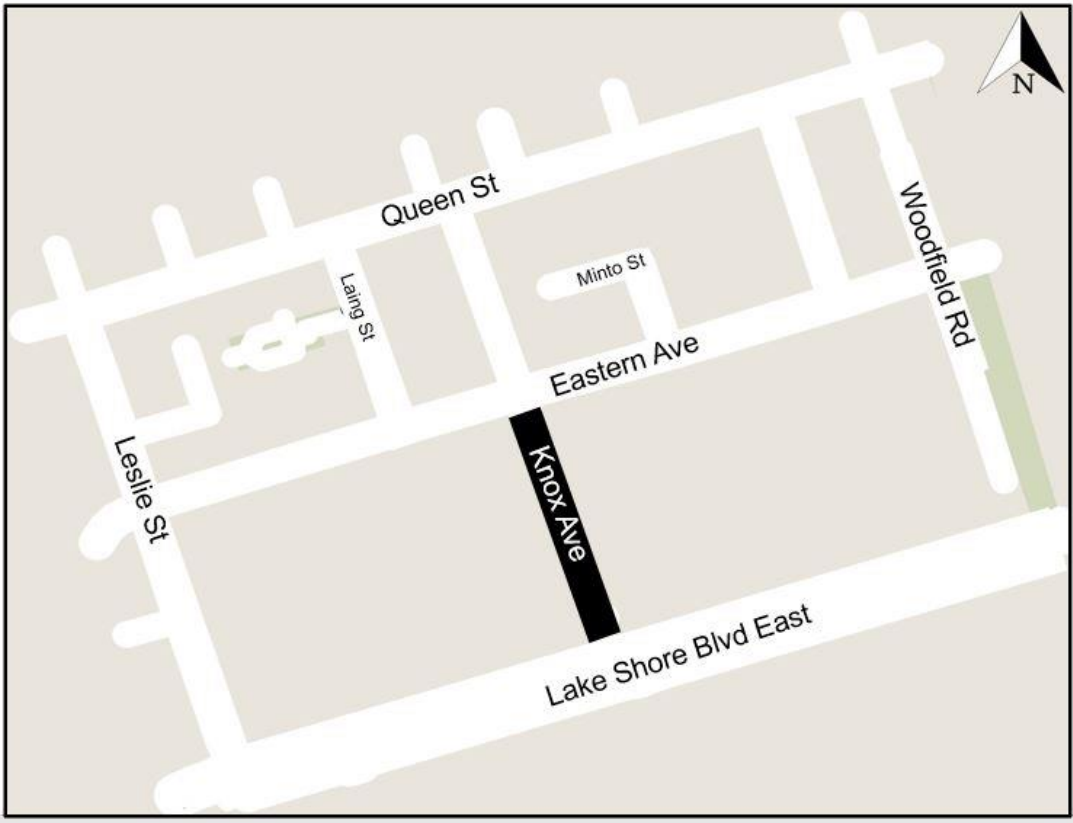 N
Queen St
Woodfield Rd
Minto St
Laing St
Eastern Ave
Leslie St
Knox Ave
Lake Shore Blvd East